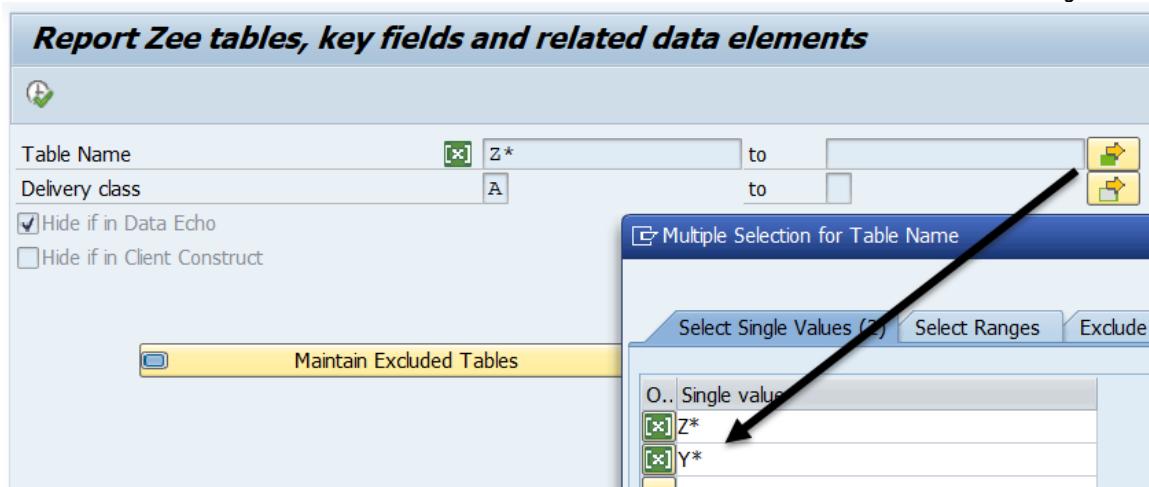 Report Zee tables, key fields and related data elements
Table Name Z* to
Delivery class A to
Hide if in Data Echo
Hide if in Client Construct
Maintain Excluded Tables
Multiple Selection for Table Name
Select Single Values (2) Select Ranges Exclude
O.. Single value
Z*
Y*